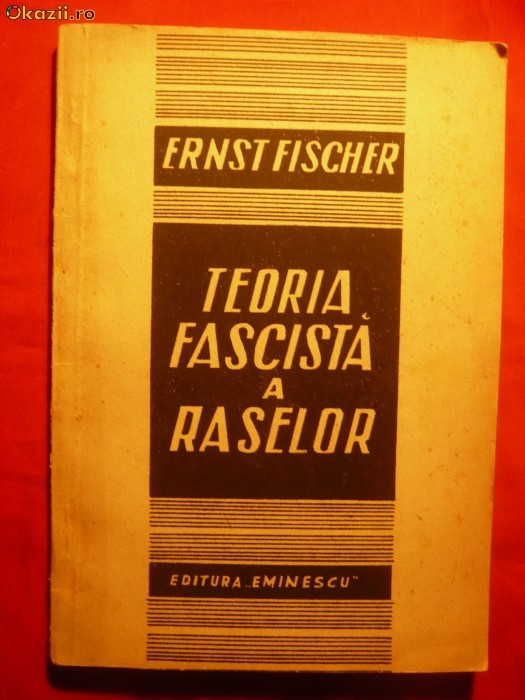 Okazii.ro
ERNST FISCHER
TEORIA
FASCISTĂ
A
RASELOR
EDITURA „EMINESCU"